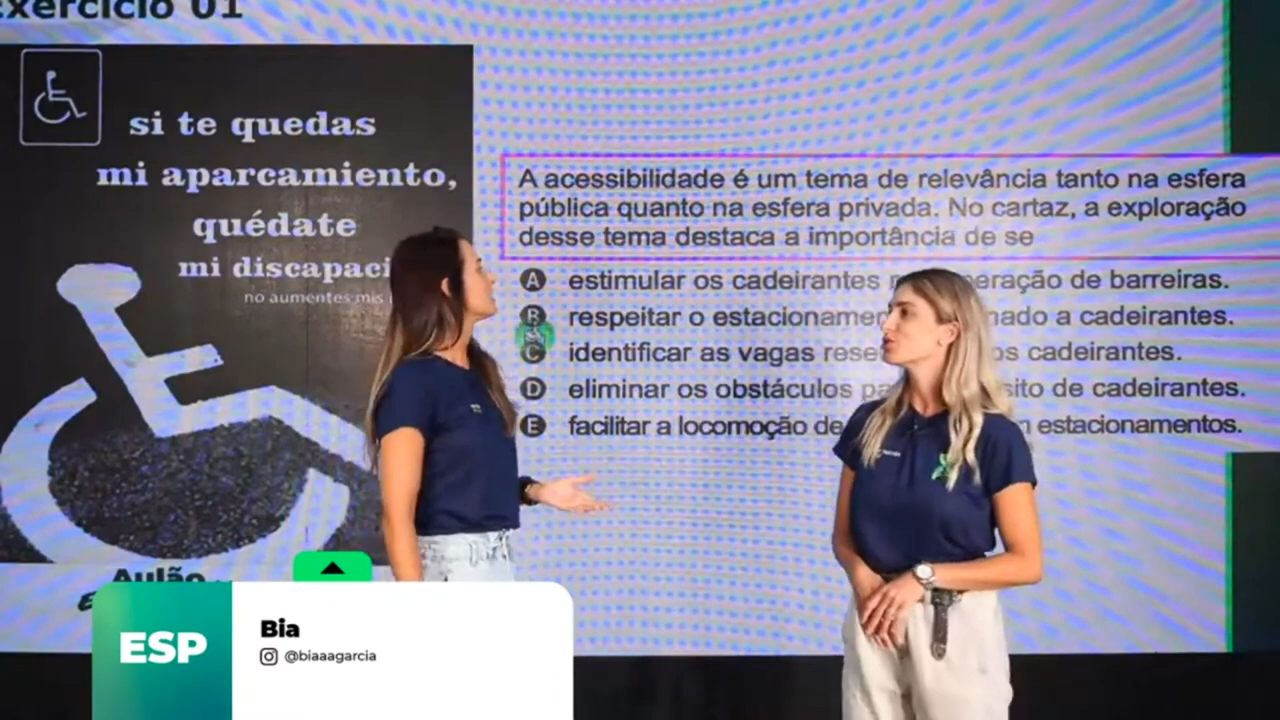 Exercício 01
si te quedas
mi aparcamiento,
quédate
mi discapaci
no aumentes mis
A acessibilidade é um tema de relevância tanto na esfera
pública quanto na esfera privada. No cartaz, a exploração
desse tema destaca a importância de se
A estimular os cadeirantes eração de barreiras.
B respeitar o estacionamen nado a cadeirantes.
C identificar as vagas rese os cadeirantes.
D eliminar os obstáculos pa sito de cadeirantes.
E facilitar a locomoção de estacionamentos.
Aulão
ESP
Bia
@biaaagarcia